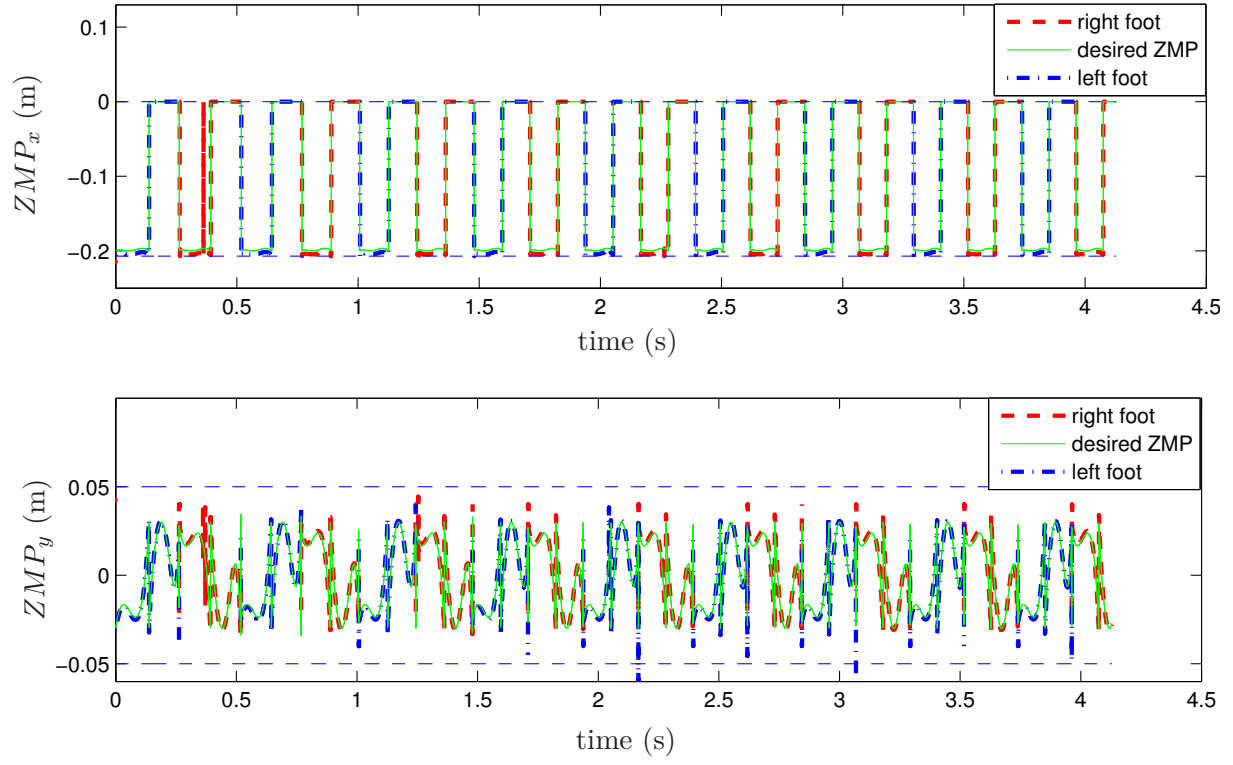 0.1
0
−0.1
−0.2
ZMPx (m)
right foot
desired ZMP
left foot
0 0.5 1 1.5 2 2.5 3 3.5 4 4.5
time (s)
0.05
0
−0.05
ZMPy (m)
right foot
desired ZMP
left foot
0 0.5 1 1.5 2 2.5 3 3.5 4 4.5
time (s)